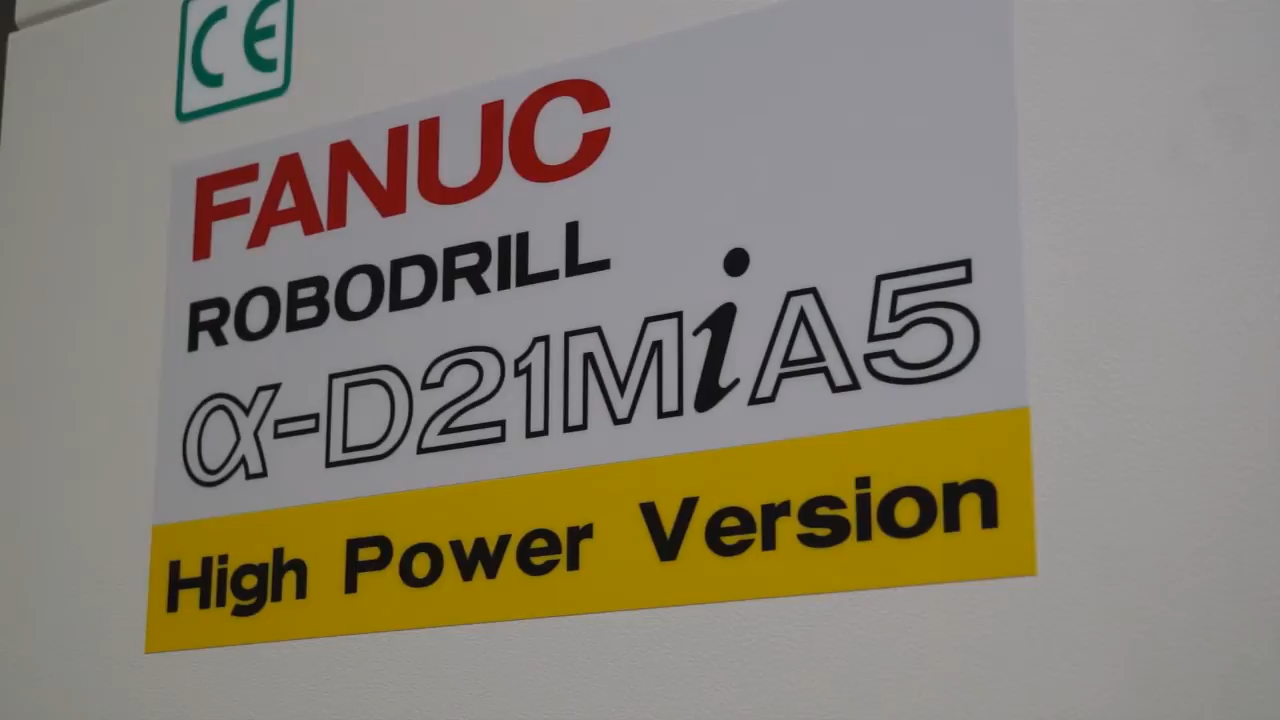 CE
FANUC
ROBODRILL
α-D21MiA5
High Power Version